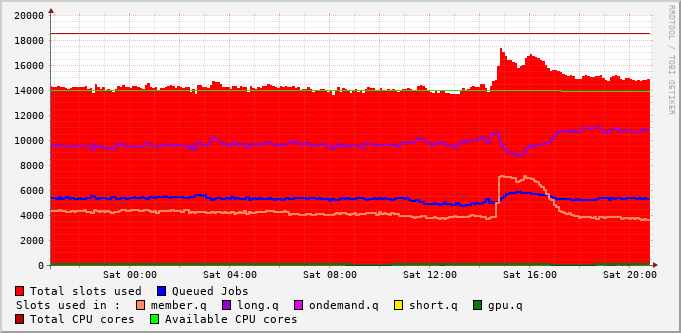 RRDTOOL / TOBI OETIKER
20000
18000
16000
14000
12000
10000
8000
6000
4000
2000
0
Sat 00:00 Sat 04:00 Sat 08:00 Sat 12:00 Sat 16:00 Sat 20:00
Total slots used Queued Jobs
Slots used in : member.q long.q ondemand.q short.q gpu.q
Total CPU cores Available CPU cores